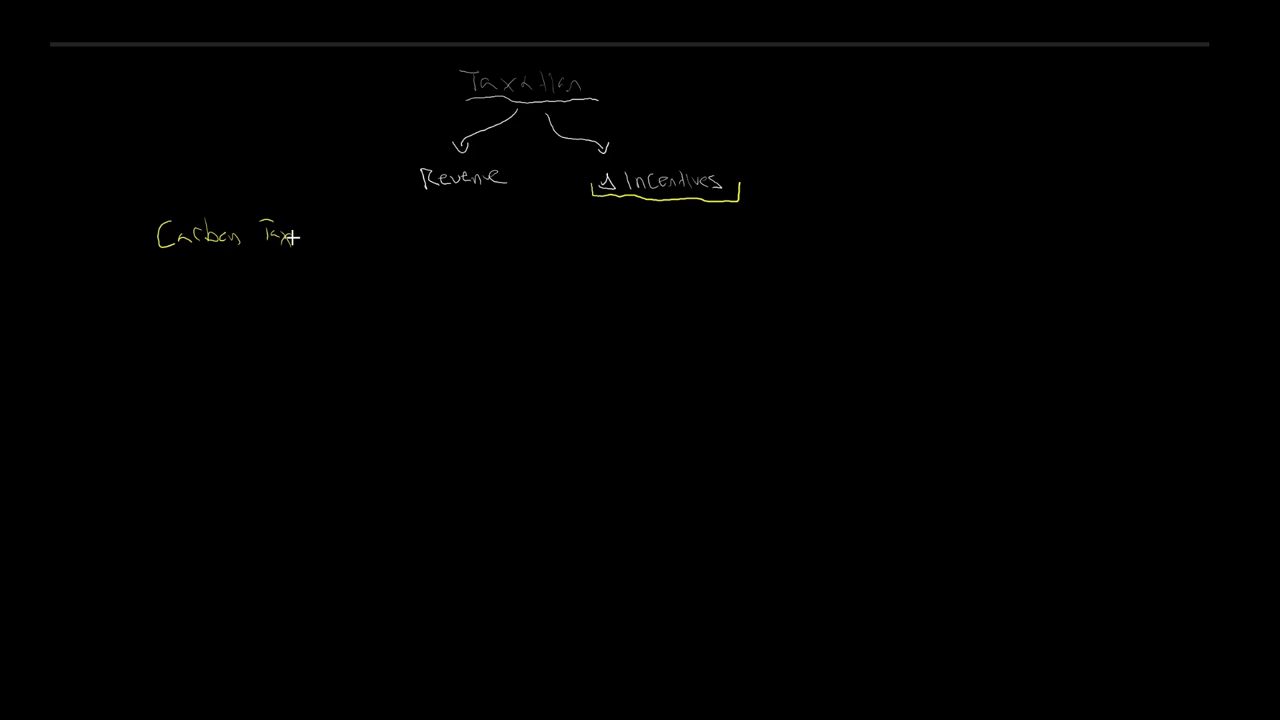 Taxation
Revenue
Δ Incentives
Carbon Tax